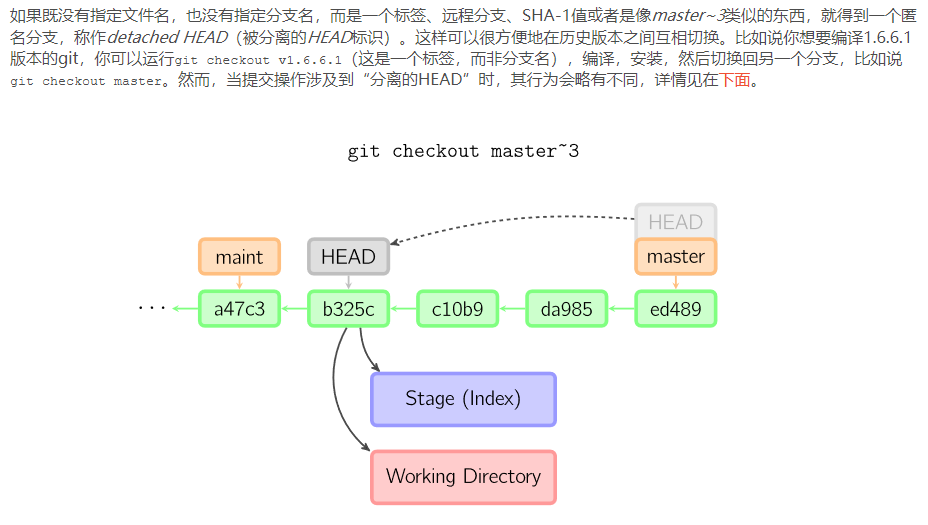 如果既没有指定文件名，也没有指定分支名，而是一个标签、远程分支、SHA-1值或者是像master~3类似的东西，就得到一个匿
名分支，称作detached HEAD（被分离的HEAD标识）。这样可以很方便地在历史版本之间互相切换。比如说你想要编译1.6.6.1
版本的git，你可以运行git checkout v1.6.6.1（这是一个标签，而非分支名），编译，安装，然后切换回另一个分支，比如说
git checkout master。然而，当提交操作涉及到“分离的HEAD”时，其行为会略有不同，详情见在下面。
git checkout master~3
HEAD
maint
HEAD
master
...
a47c3
b325c
c10b9
da985
ed489
Stage (Index)
Working Directory